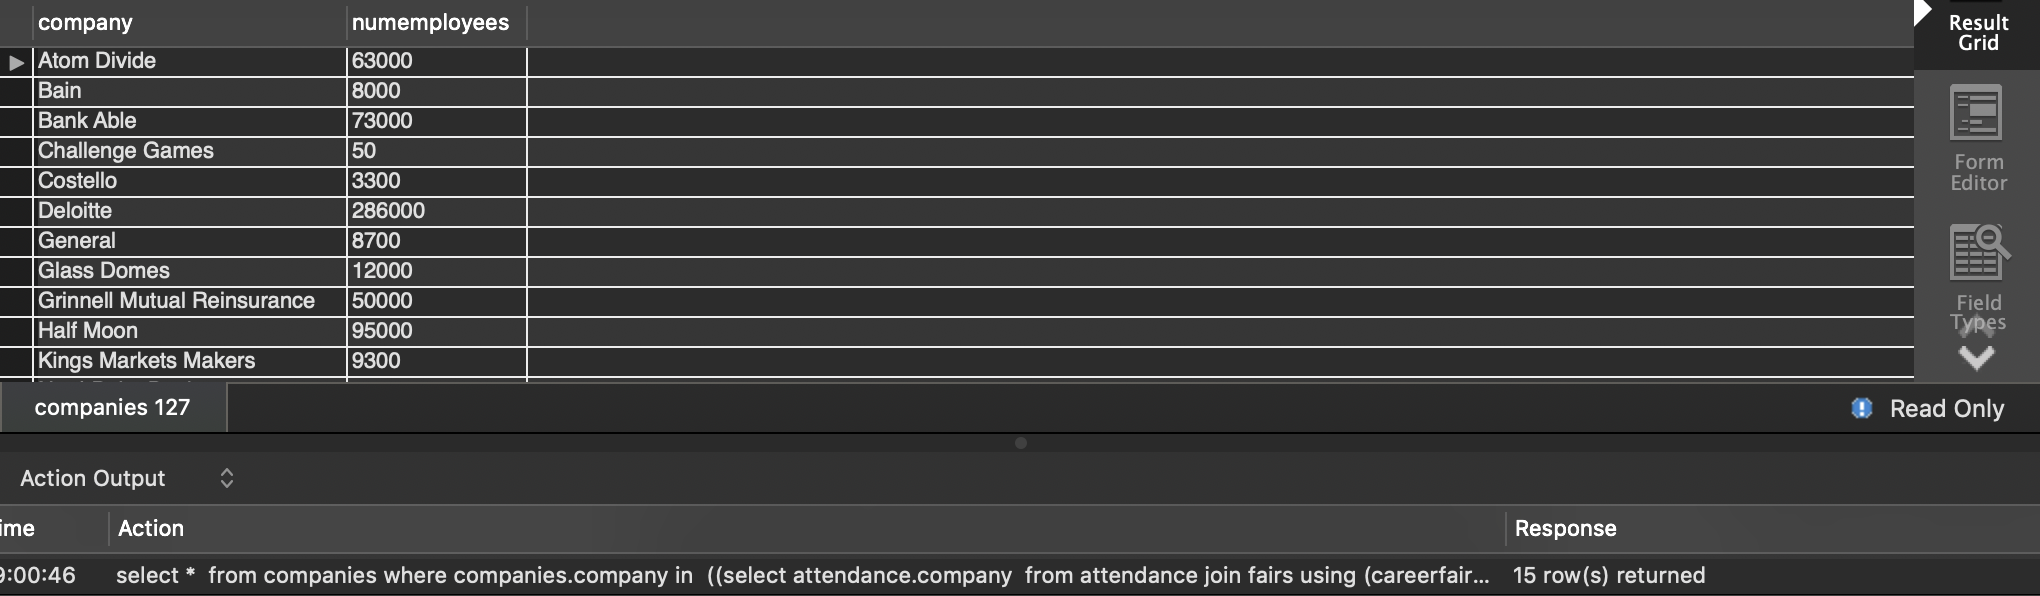 company numemployees
Atom Divide 63000
Bain 8000
Bank Able 73000
Challenge Games 50
Costello 3300
Deloitte 286000
General 8700
Glass Domes 12000
Grinnell Mutual Reinsurance 50000
Half Moon 95000
Kings Markets Makers 9300
Result
Grid
Form
Editor
Field
Types
companies 127 Read Only
Action Output
ime Action Response
9:00:46 select * from companies where companies.company in ((select attendance.company from attendance join fairs using (careerfair... 15 row(s) returned